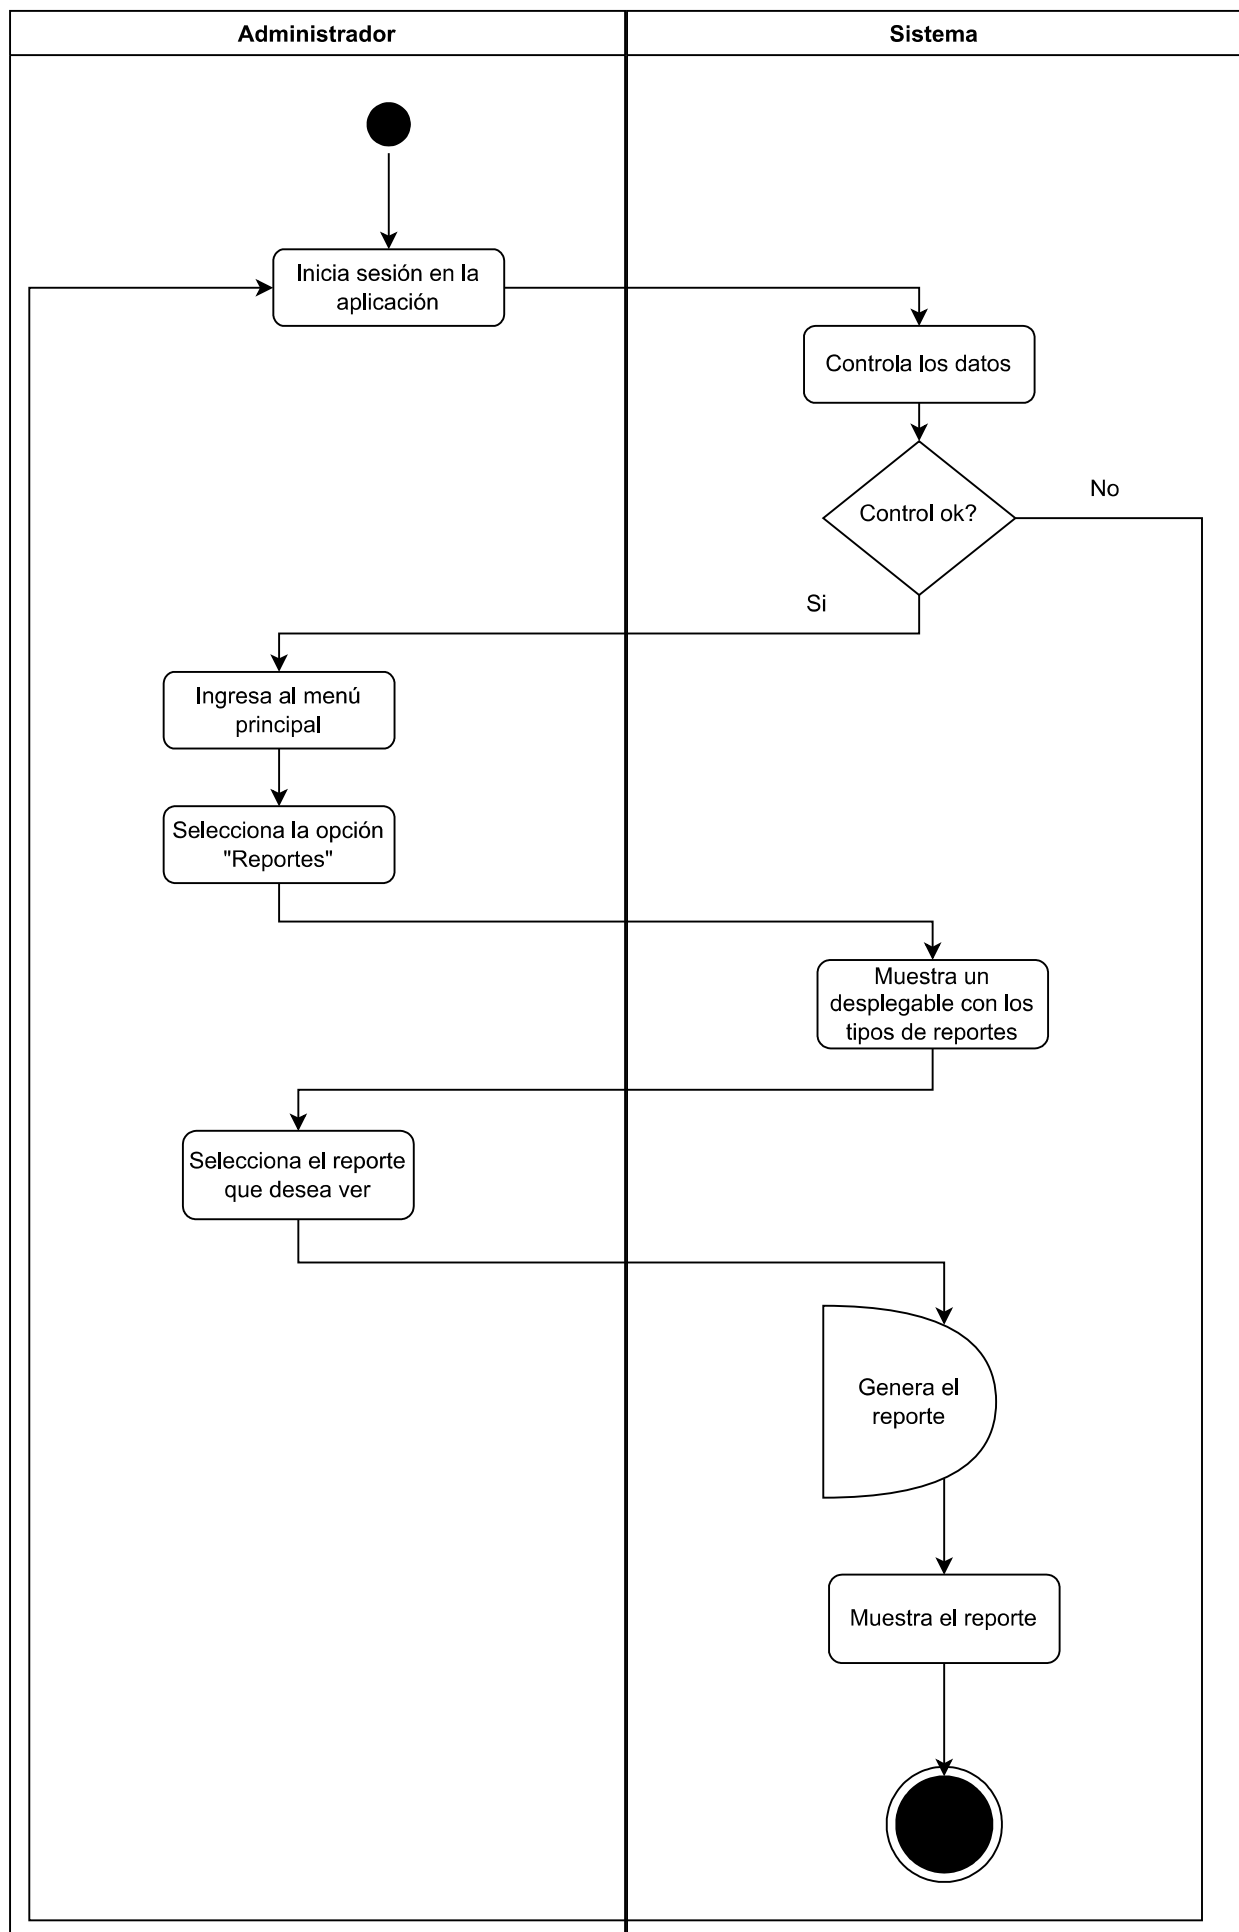 Administrador
Sistema
Inicia sesión en la
aplicación
Controla los datos
Control ok?
No
Si
Ingresa al menú
principal
Selecciona la opción
"Reportes"
Muestra un
desplegable con los
tipos de reportes
Selecciona el reporte
que desea ver
Genera el
reporte
Muestra el reporte